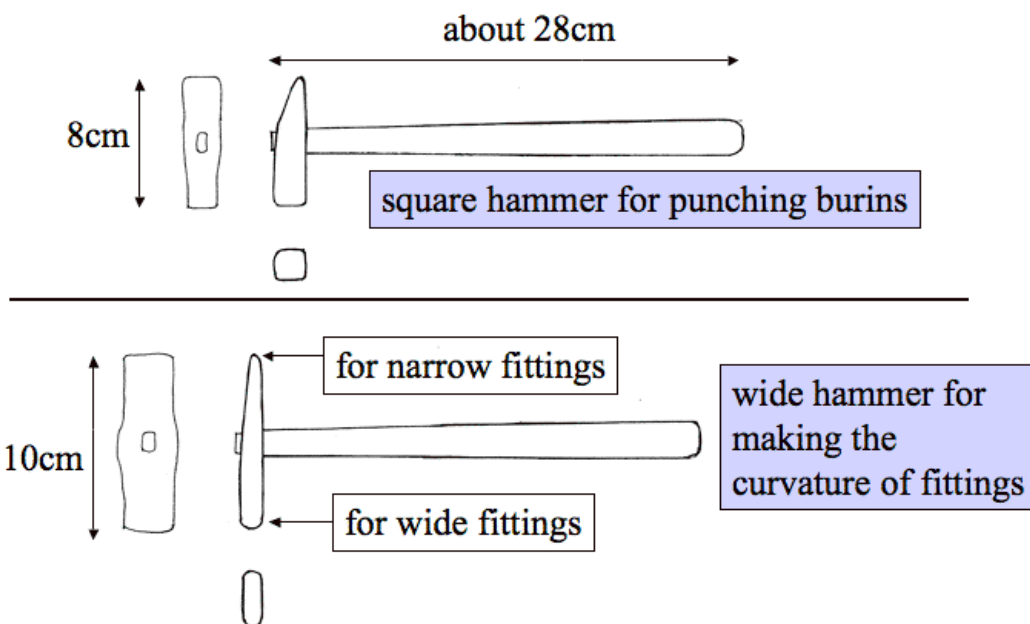 about 28cm
8cm
square hammer for punching burins
for narrow fittings
10cm
wide hammer for
making the
curvature of fittings
for wide fittings